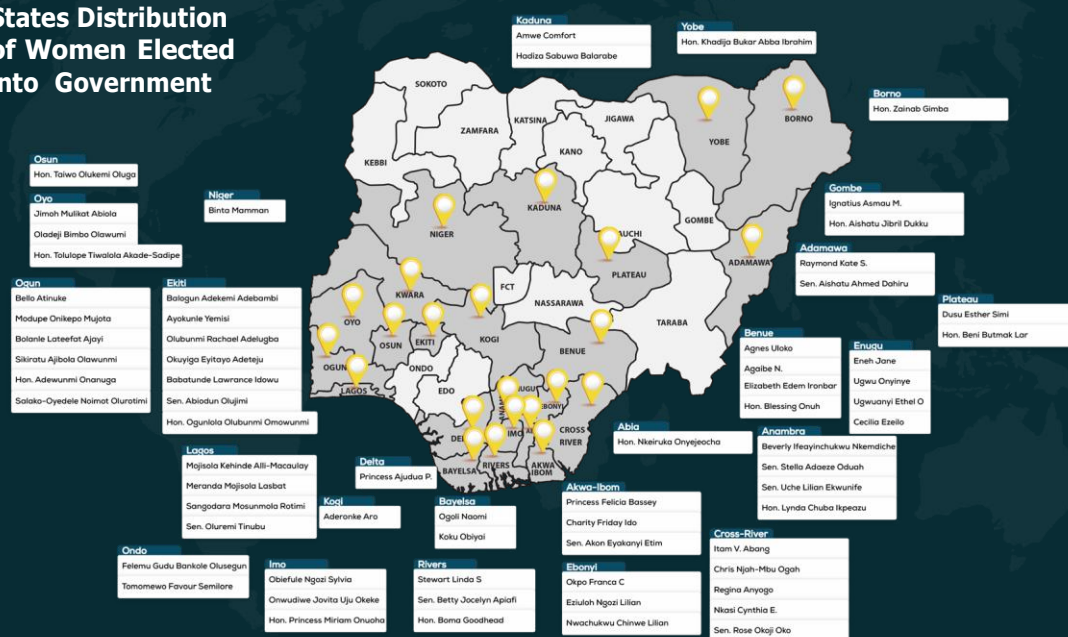 States Distribution
of Women Elected
nto Government
Kaduna
Amwe Comfort
Hadiza Sabuwa Balarabe
Yobe
Hon. Khadija Bukar Abba Ibrahim
Borno
Hon. Zainab Gimba
Osun
Hon. Taiwo Olukemi Oluga
Oyo
Jimoh Mulikat Abiola
Oladeji Bimbo Olawumi
Hon. Tolulope Tiwalola Akade-Sadipe
Niger
Binta Mamman
Gombe
Ignatius Asmau M.
Hon. Aishatu Jibril Dukku
Adamawa
Raymond Kate S.
Sen. Aishatu Ahmed Dahiru
Plateau
Dusu Esther Simi
Hon. Beni Butmak Lar
Ogun
Bello Atinuke
Modupe Onikepo Mujota
Bolanle Lateefat Ajayi
Sikiratu Ajibola Olawunmi
Hon. Adewunmi Onanuga
Salako-Oyedele Noimot Olurotimi
Ekiti
Balogun Adekemi Adebambi
Ayokunle Yemisi
Olubunmi Rachael Adelugba
Okuyiga Eyitayo Adeteju
Babatunde Lawrance Idowu
Sen. Abiodun Olujimi
Hon. Ogunlola Olubunmi Omowunmi
Benue
Agnes Uloko
Agaibe N.
Elizabeth Edem Ironbar
Hon. Blessing Onuh
Enugu
Eneh Jane
Ugwu Onyinye
Ugwuanyi Ethel O
Cecilia Ezeilo
Abia
Hon. Nkeiruka Onyejeocha
Anambra
Beverly Ifeayinchukwu Nkemdiche
Sen. Stella Adaeze Oduah
Sen. Uche Lilian Ekwunife
Hon. Lynda Chuba Ikpeazu
Lagos
Mojisola Kehinde Alli-Macaulay
Meranda Mojisola Lasbat
Sangodara Mosunmola Rotimi
Sen. Oluremi Tinubu
Delta
Princess Ajudua P.
Kogi
Aderonke Aro
Bayelsa
Ogoli Naomi
Koku Obiyai
Akwa-Ibom
Princess Felicia Bassey
Charity Friday Ido
Sen. Akon Eyakanyi Etim
Cross-River
Itam V. Abang
Chris Njah-Mbu Ogah
Regina Anyogo
Nkasi Cynthia E.
Sen. Rose Okoji Oko
Ondo
Felemu Gudu Bankole Olusegun
Tomomewo Favour Semilore
Imo
Obiefule Ngozi Sylvia
Onwudiwe Jovita Uju Okeke
Hon. Princess Miriam Onuoha
Rivers
Stewart Linda S
Sen. Betty Jocelyn Apiafi
Hon. Boma Goodhead
Ebonyi
Okpo Franca C
Eziuloh Ngozi Lilian
Nwachukwu Chinwe Lilian
SOKOTO
ZAMFARA
KATSINA
JIGAWA
KANO
KEBBI
YOBE
BORNO
KADUNA
NIGER
AUCHI
GOMBE
ADAMAWA
PLATEAU
FCT
NASSARAWA
TARABA
KWARA
OYO
OSUN
EKITI
KOGI
BENUE
OGUN
LAGOS
ONDO
EDO
UGU
EBONYI
CROSS
RIVER
IMO
BAYELSA
RIVERS
AKWA
IBOM